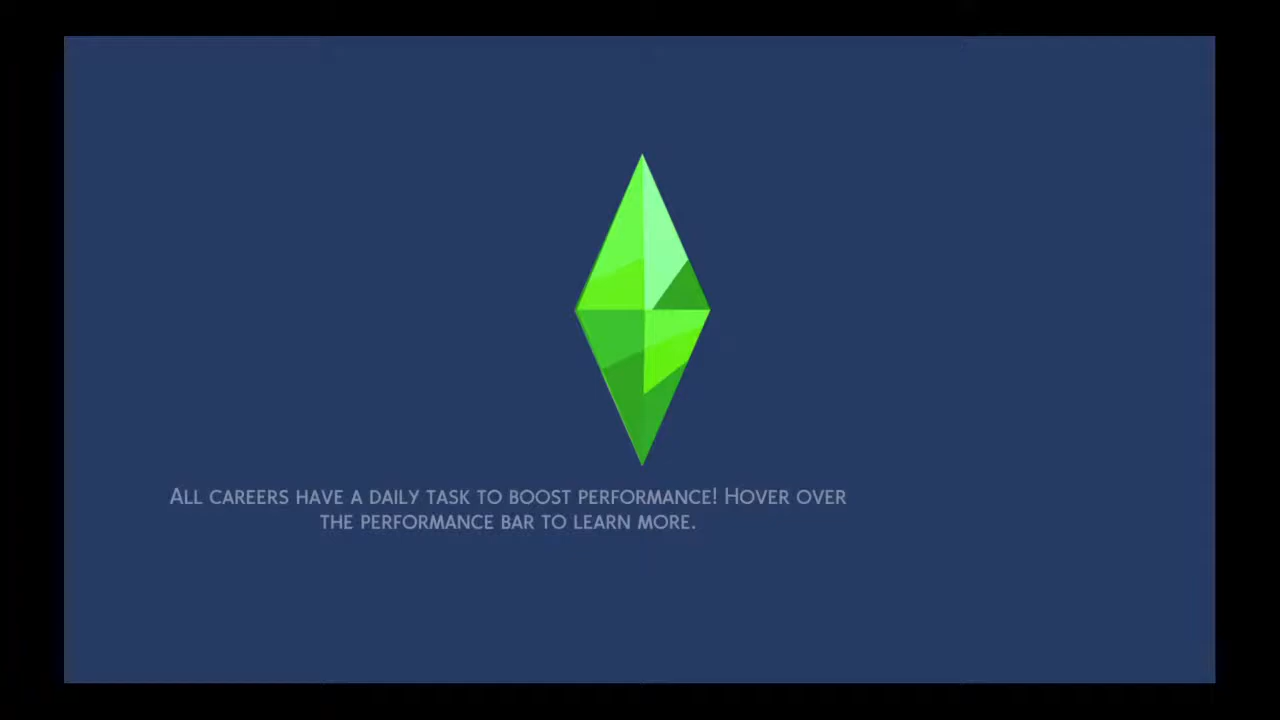 All careers have a daily task to boost performance! Hover over
the performance bar to learn more.